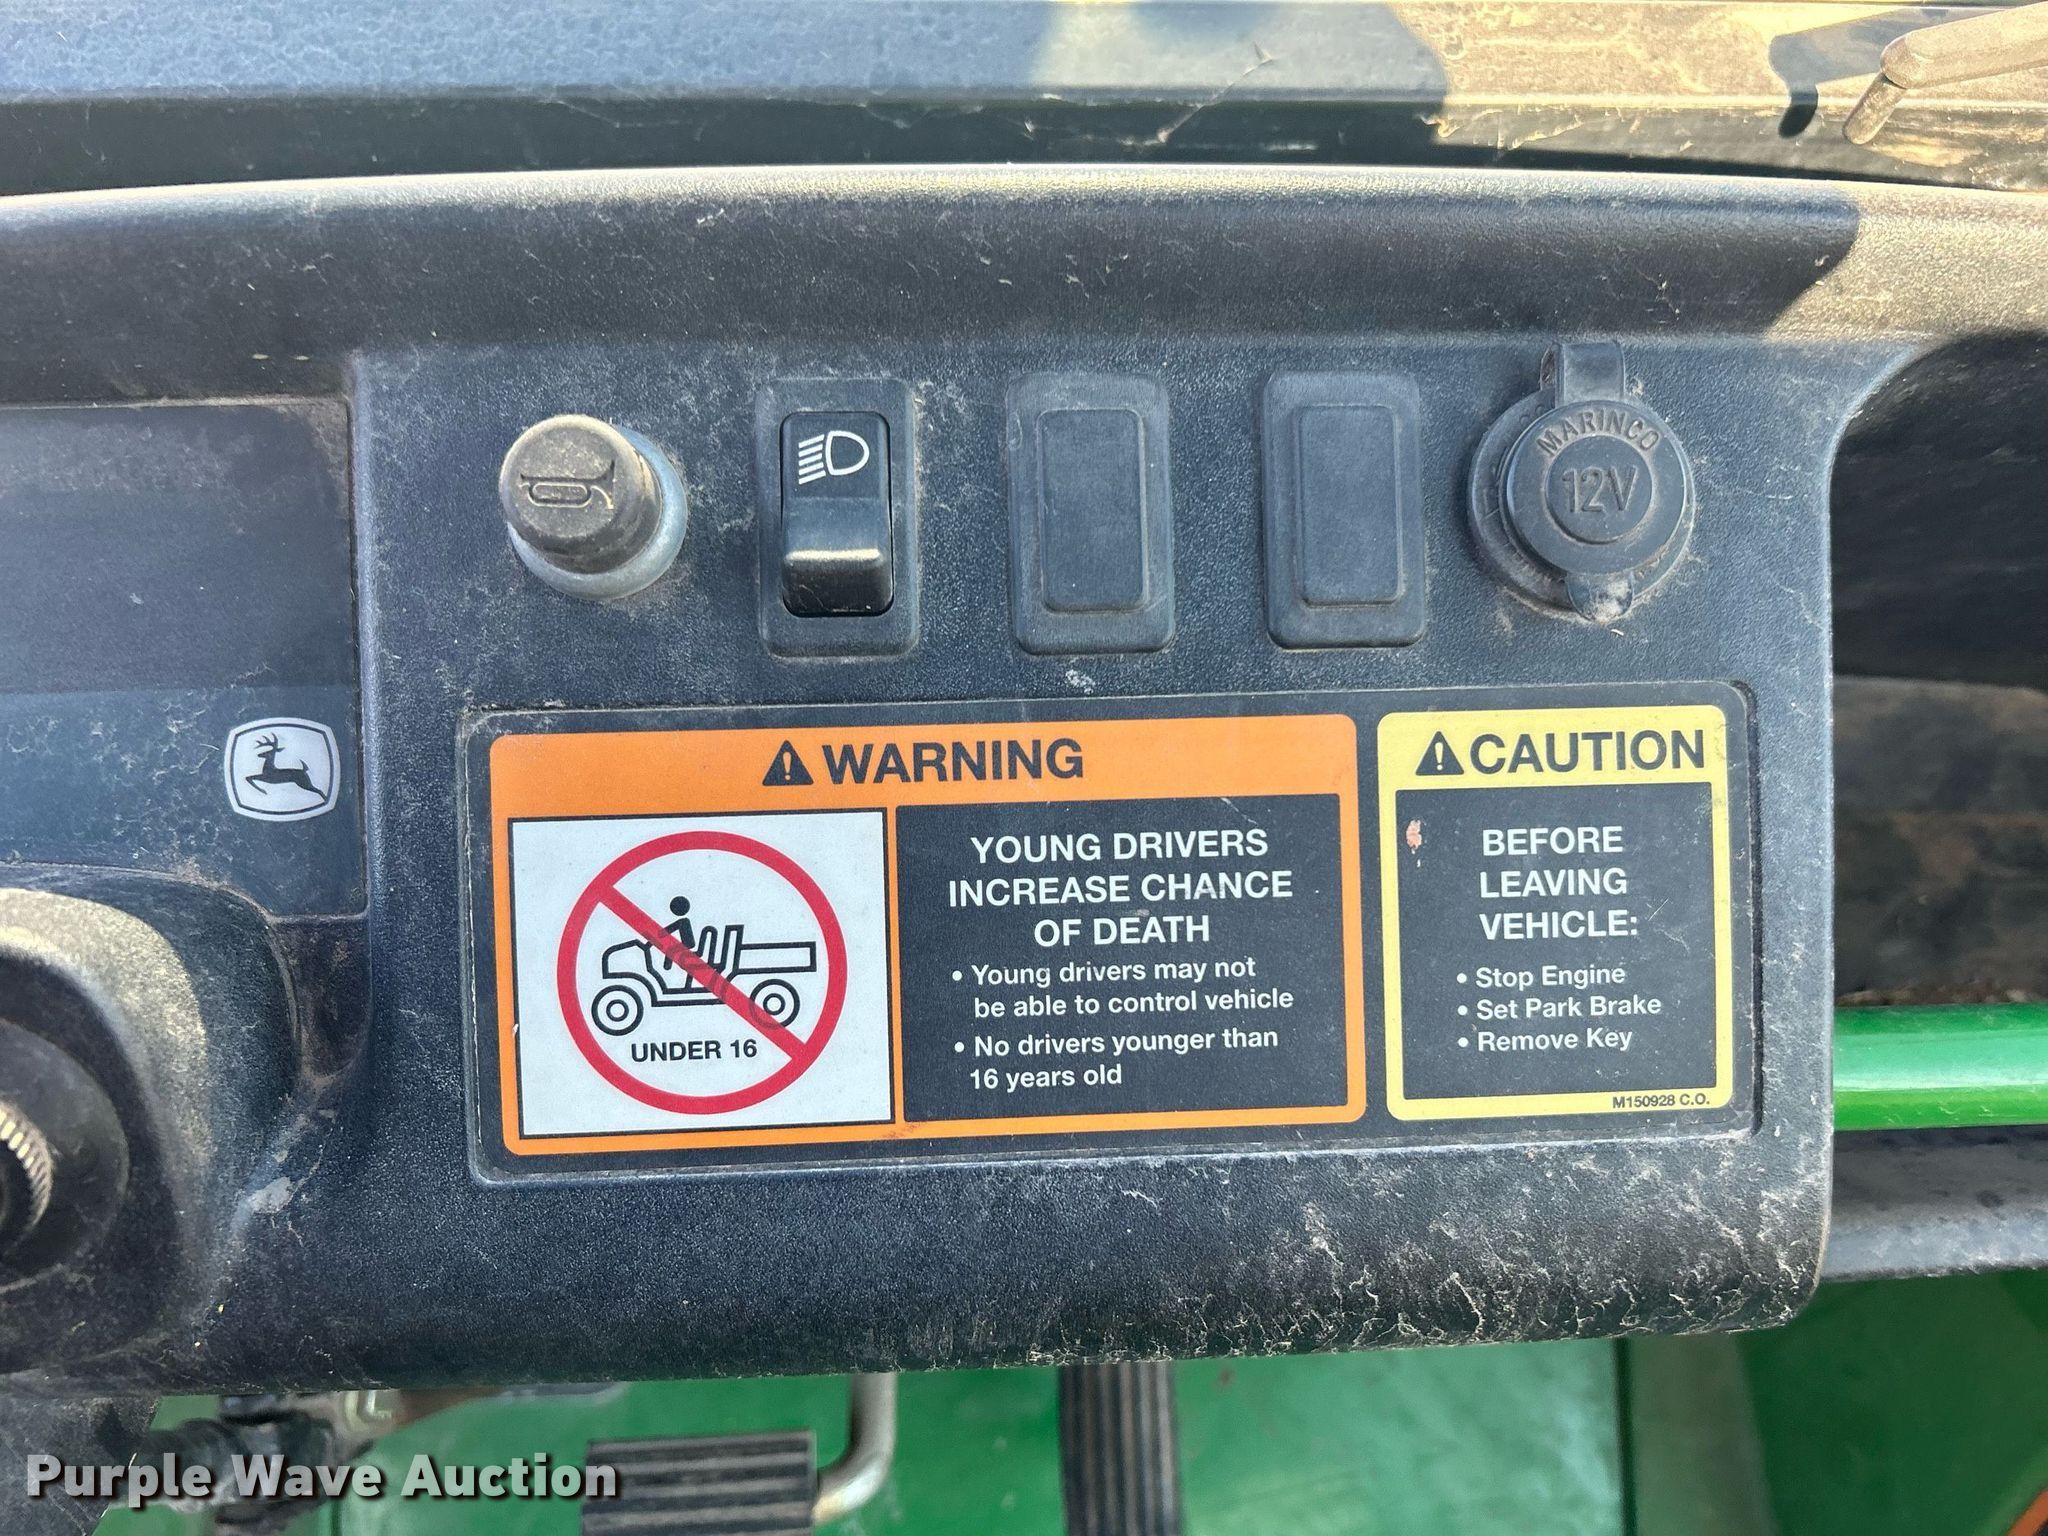 MARINCO
12V
WARNING
UNDER 16
YOUNG DRIVERS
INCREASE CHANCE
OF DEATH
• Young drivers may not
be able to control vehicle
• No drivers younger than
16 years old
CAUTION
BEFORE
LEAVING
VEHICLE:
• Stop Engine
• Set Park Brake
• Remove Key
M150928 C.O.
Purple Wave Auction